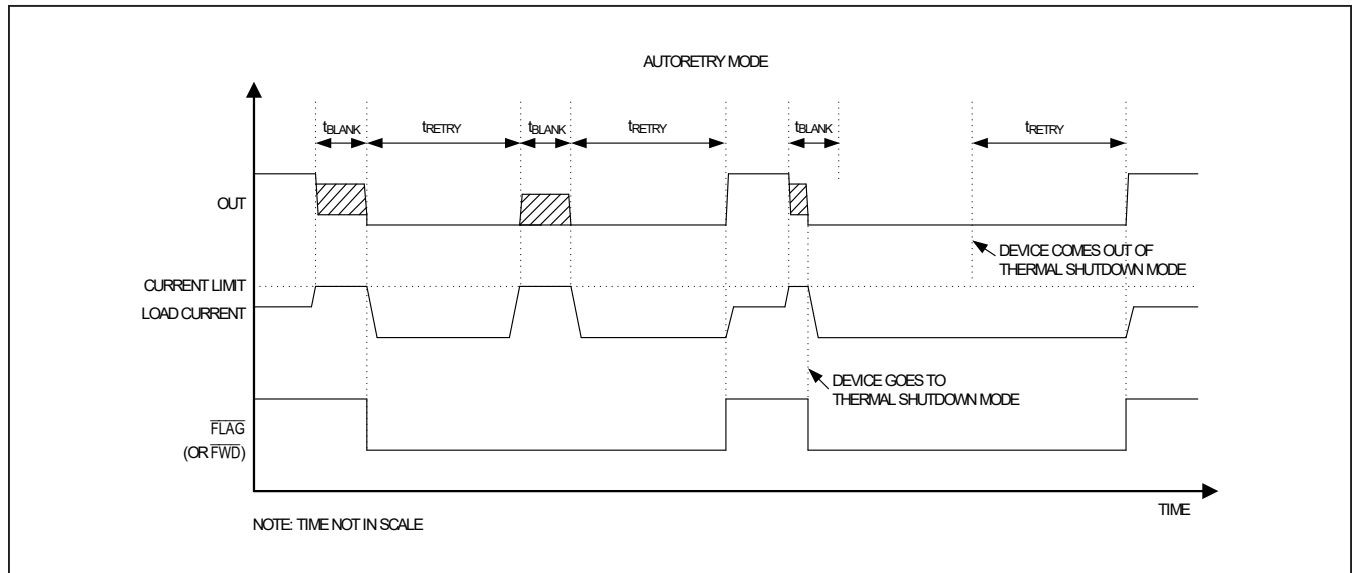 AUTORETRY MODE
tBLANK
tRETRY
tBLANK
tRETRY
tBLANK
tRETRY
OUT
DEVICE COMES OUT OF
THERMAL SHUTDOWN MODE
CURRENT LIMIT
LOAD CURRENT
DEVICE GOES TO
THERMAL SHUTDOWN MODE
FLAG
(OR FWD)
TIME
NOTE: TIME NOT IN SCALE